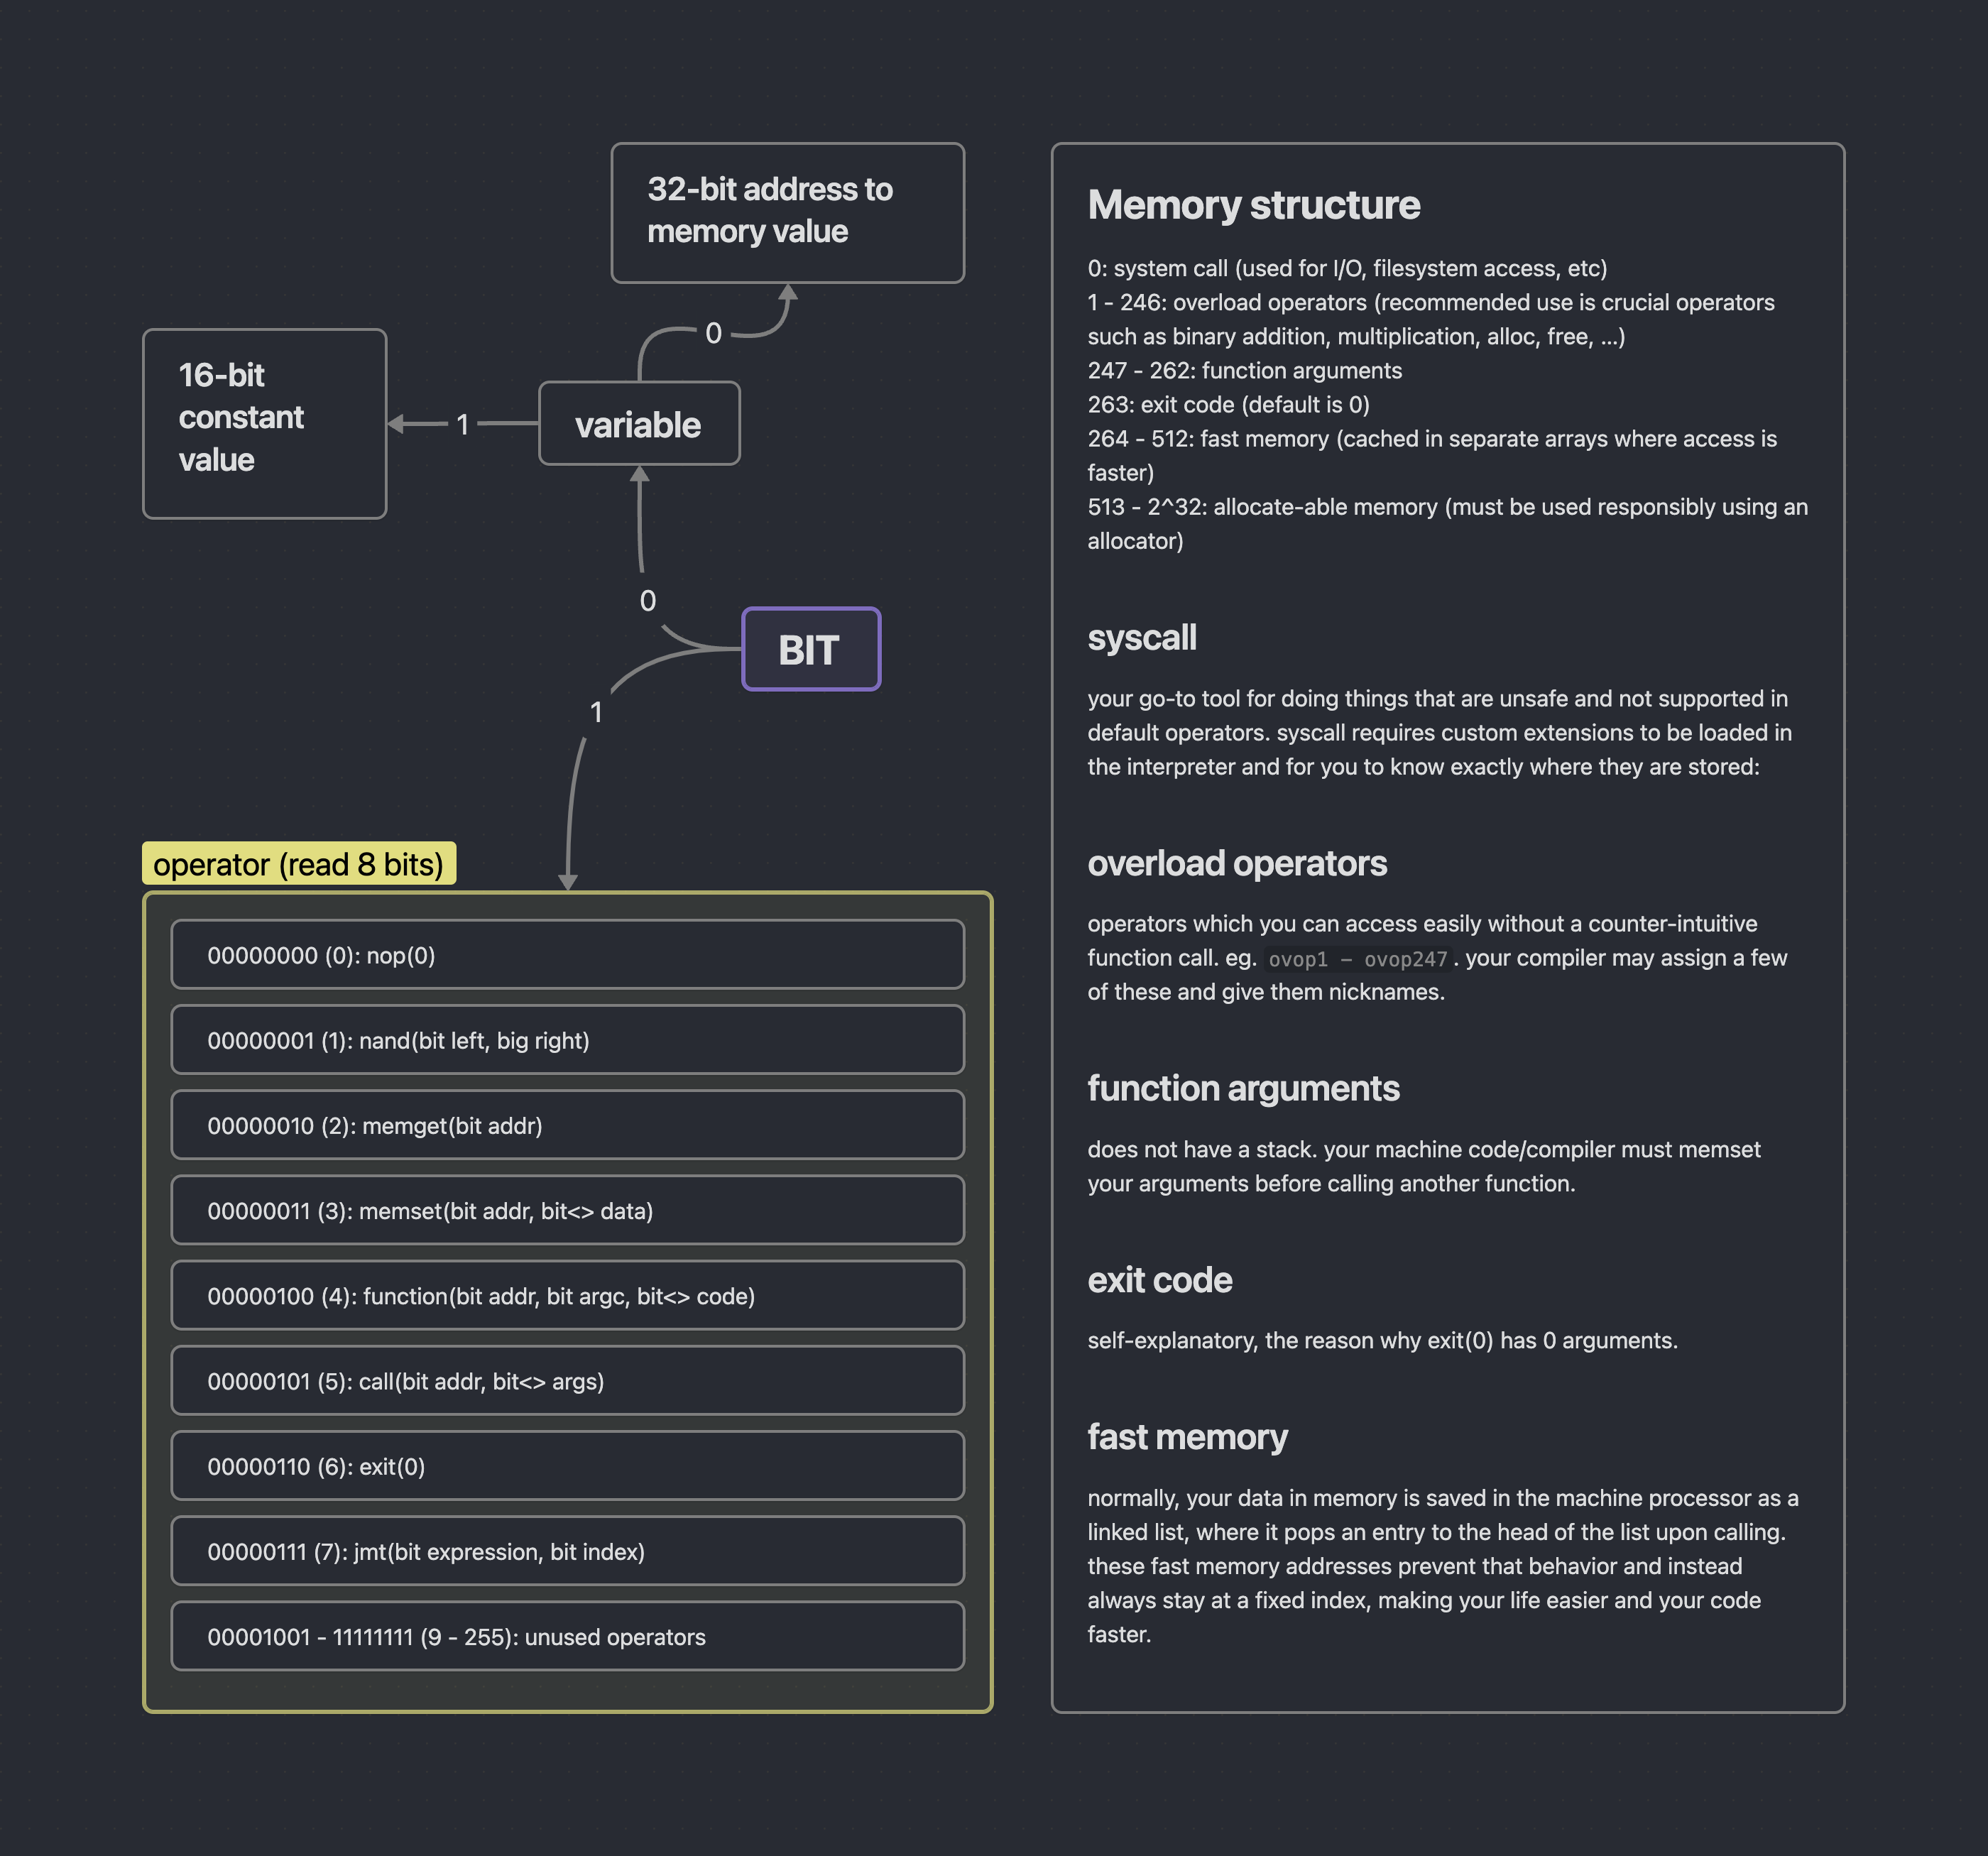 32-bit address to
memory value
0
16-bit
constant
value
1
variable
0
BIT
1
operator (read 8 bits)
00000000 (0): nop(0)
00000001 (1): nand(bit left, big right)
00000010 (2): memget(bit addr)
00000011 (3): memset(bit addr, bit<> data)
00000100 (4): function(bit addr, bit argc, bit<> code)
00000101 (5): call(bit addr, bit<> args)
00000110 (6): exit(0)
00000111 (7): jmt(bit expression, bit index)
00001001 - 11111111 (9 - 255): unused operators
Memory structure
0: system call (used for I/O, filesystem access, etc)
1 - 246: overload operators (recommended use is crucial operators
such as binary addition, multiplication, alloc, free, ...)
247 - 262: function arguments
263: exit code (default is 0)
264 - 512: fast memory (cached in separate arrays where access is
faster)
513 - 2^32: allocate-able memory (must be used responsibly using an
allocator)
syscall
your go-to tool for doing things that are unsafe and not supported in
default operators. syscall requires custom extensions to be loaded in
the interpreter and for you to know exactly where they are stored:
overload operators
operators which you can access easily without a counter-intuitive
function call. eg. ovop1 - ovop247. your compiler may assign a few
of these and give them nicknames.
function arguments
does not have a stack. your machine code/compiler must memset
your arguments before calling another function.
exit code
self-explanatory, the reason why exit(0) has 0 arguments.
fast memory
normally, your data in memory is saved in the machine processor as a
linked list, where it pops an entry to the head of the list upon calling.
these fast memory addresses prevent that behavior and instead
always stay at a fixed index, making your life easier and your code
faster.